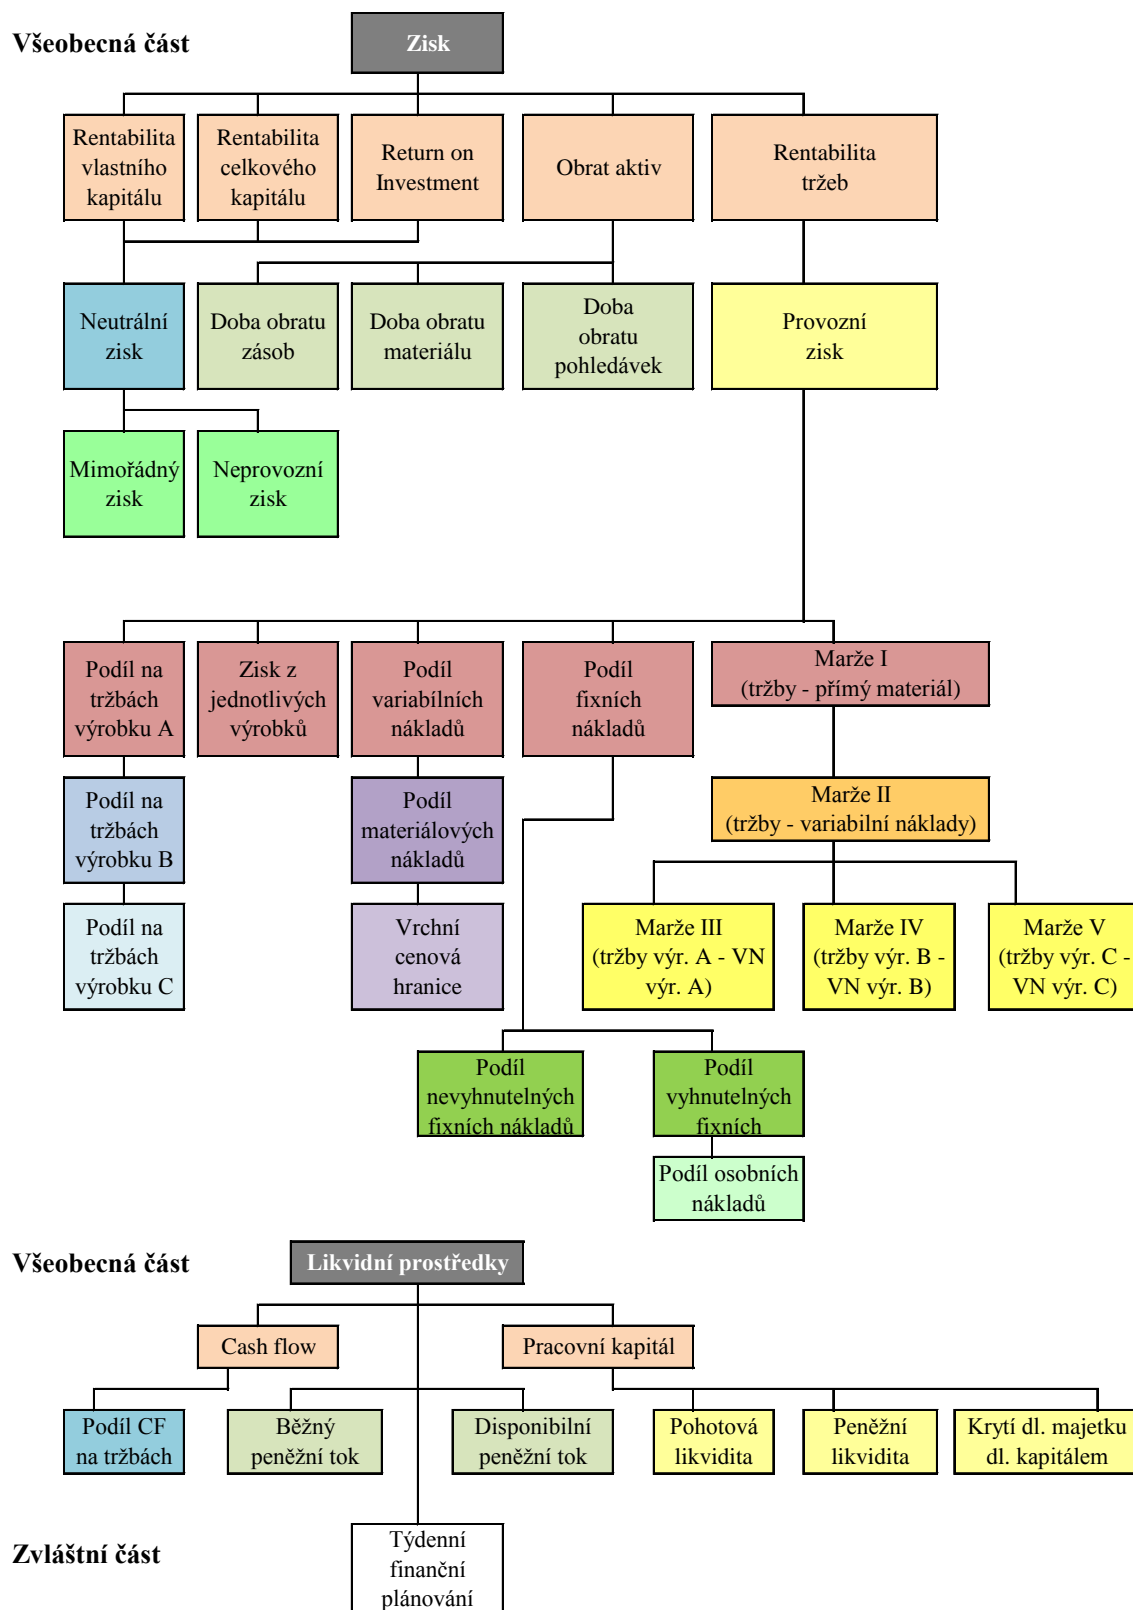 Všeobecná část
Zisk
Rentabilita
vlastního
kapitálu
Rentabilita
celkového
kapitálu
Return on
Investment
Obrat aktiv
Rentabilita
tržeb
Neutrální
zisk
Doba obratu
zásob
Doba obratu
materiálu
Doba
obratu
pohledávek
Provozní
zisk
Mimořádný
zisk
Neprovozní
zisk
Podíl na
tržbách
výrobku A
Zisk z
jednotlivých
výrobků
Podíl
variabilních
nákladů
Podíl
fixních
nákladů
Marže I
(tržby - přímý materiál)
Podíl na
tržbách
výrobku B
Podíl
materiálových
nákladů
Marže II
(tržby - variabilní náklady)
Podíl na
tržbách
výrobku C
Vrchní
cenová
hranice
Marže III
(tržby výr. A - VN
výr. A)
Marže IV
(tržby výr. B -
VN výr. B)
Marže V
(tržby výr. C -
VN výr. C)
Podíl
nevyhnutelných
fixních nákladů
Podíl
vyhnutelných
fixních
Podíl osobních
nákladů
Všeobecná část
Likvidní prostředky
Cash flow
Pracovní kapitál
Podíl CF
na tržbách
Běžný
peněžní tok
Disponibilní
peněžní tok
Pohotová
likvidita
Peněžní
likvidita
Krytí dl. majetku
dl. kapitálem
Zvláštní část
Týdenní
finanční
plánování